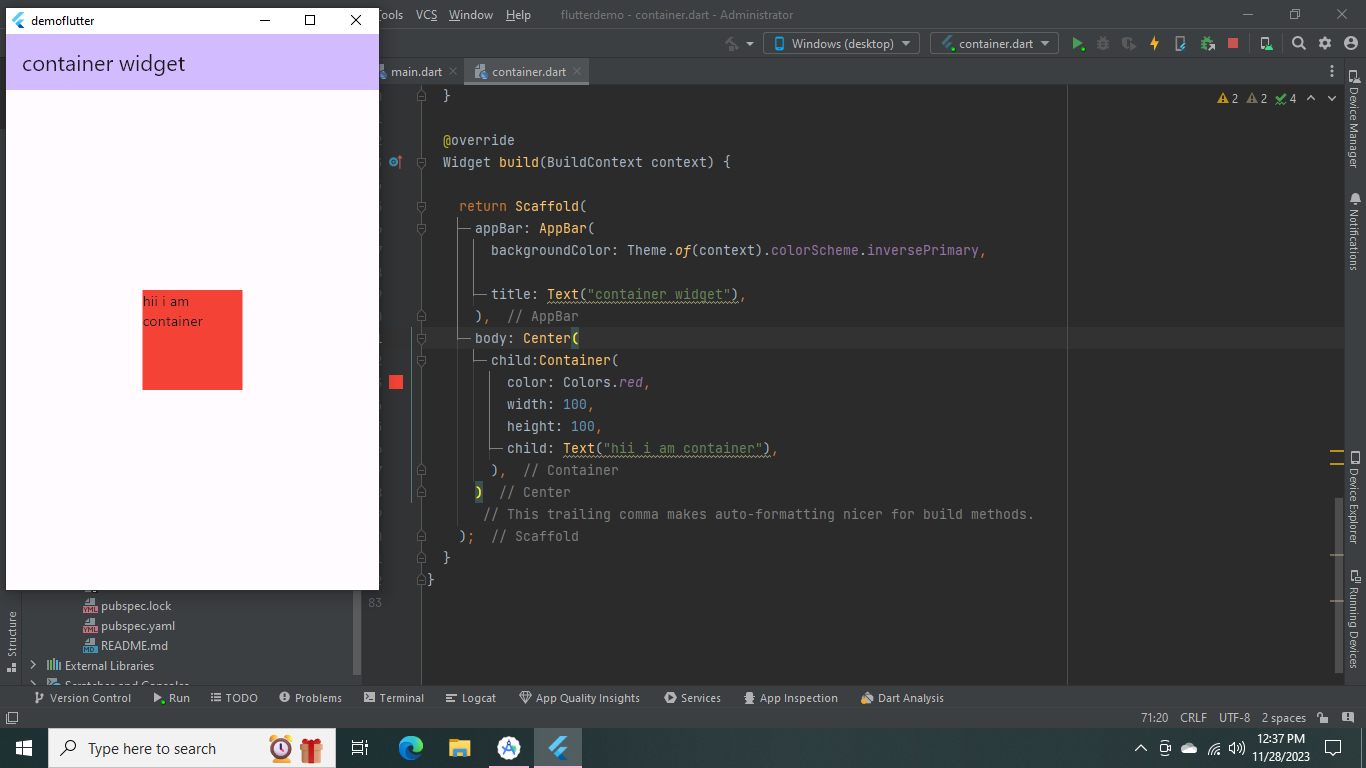 demoflutter
Tools VCS Window Help flutterdemo - container.dart - Administrator
container widget
Windows (desktop) container.dart
main.dart container.dart
2 2 4
}
@override
Widget build(BuildContext context) {
return Scaffold(
appBar: AppBar(
backgroundColor: Theme.of(context).colorScheme.inversePrimary,
title: Text("container widget"),
), // AppBar
body: Center(
child:Container(
color: Colors.red,
width: 100,
height: 100,
child: Text("hii i am container"),
), // Container
) // Center
// This trailing comma makes auto-formatting nicer for build methods.
); // Scaffold
}
}
83
hii i am
container
Device Manager
Notifications
Device Explorer
Running Devices
Structure
pubspec.lock
pubspec.yaml
README.md
External Libraries
Version Control Run TODO Problems Terminal Logcat App Quality Insights Services App Inspection Dart Analysis
71:20 CRLF UTF-8 2 spaces
Type here to search
12:37 PM
11/28/2023